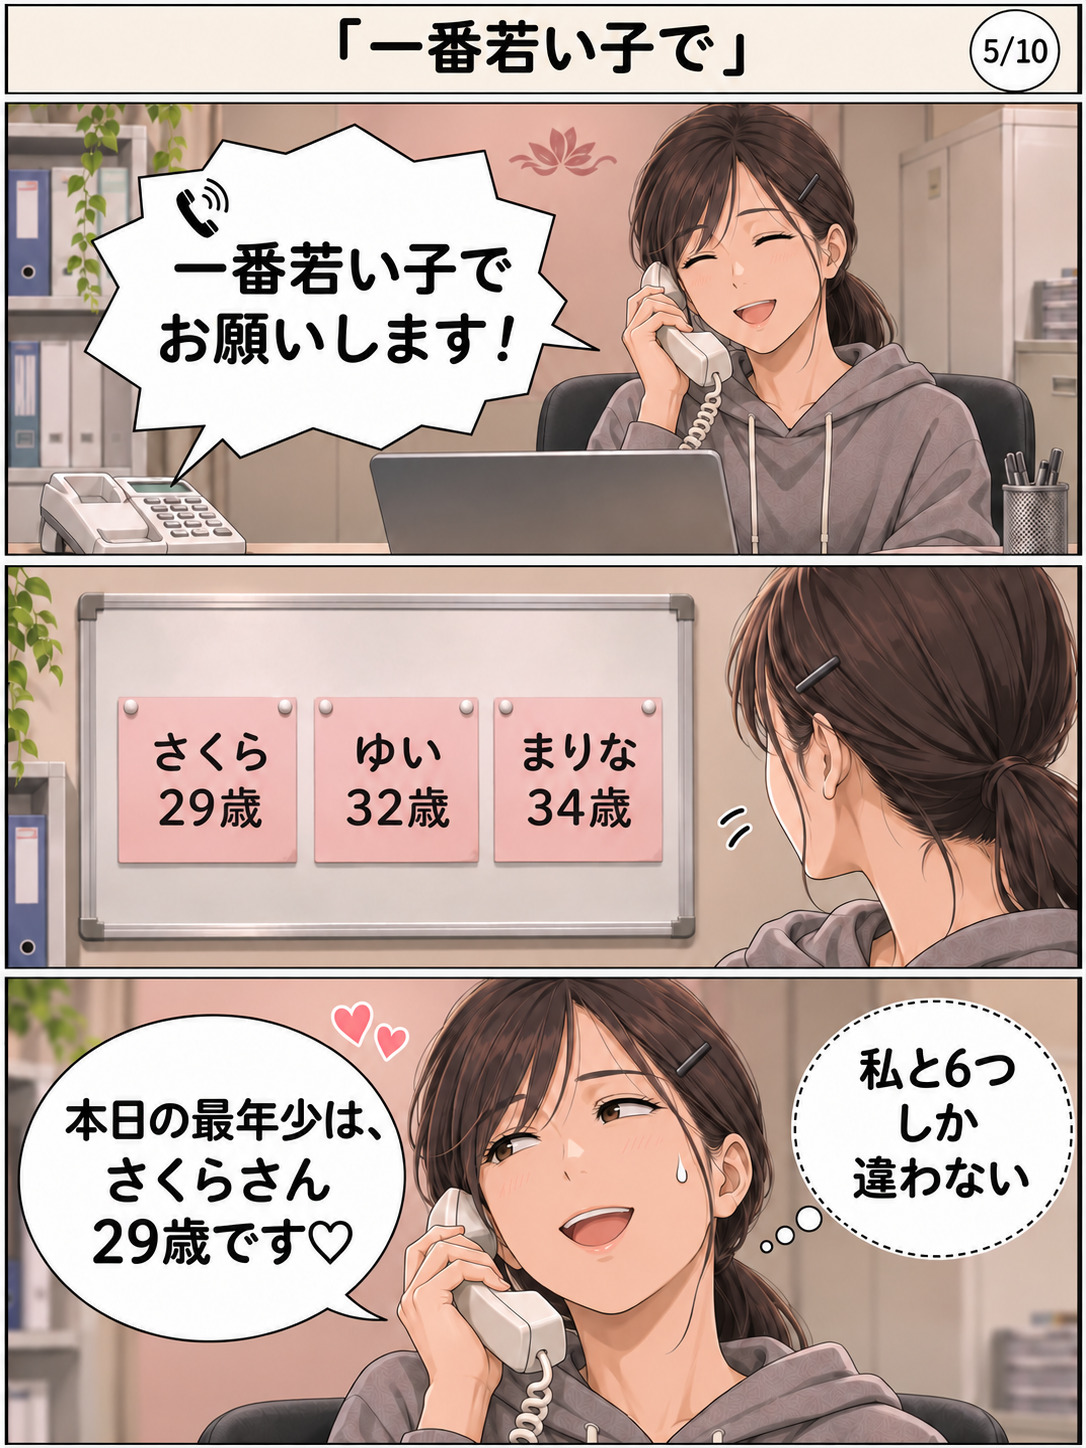 「一番若い子で」
5/10
一番若い子で
お願いします！
さくら
29歳
ゆい
32歳
まりな
34歳
本日の最年少は、
さくらさん
29歳です♡
私と6つ
しか
違わない